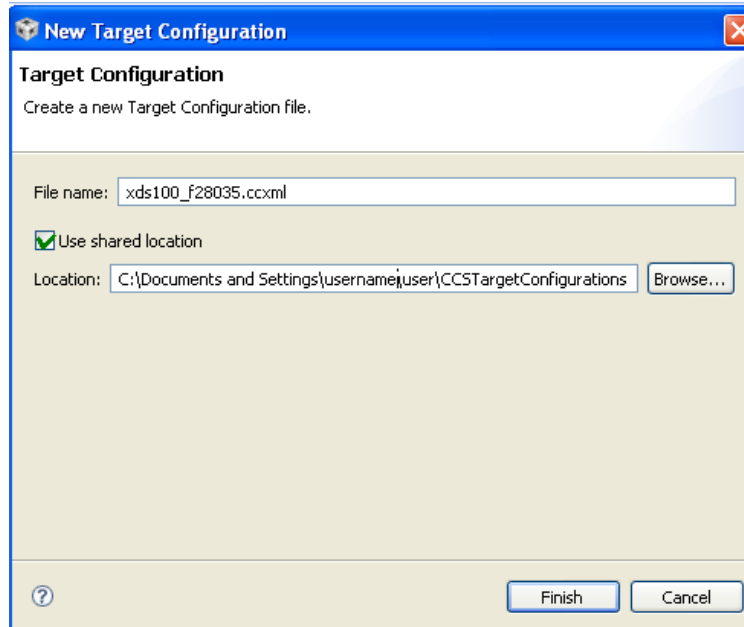 New Target Configuration
Target Configuration
Create a new Target Configuration file.
File name: xds100_f28035.ccxml
Use shared location
Location: C:\Documents and Settings\username\user\CCSTargetConfigurations Browse...
? Finish Cancel